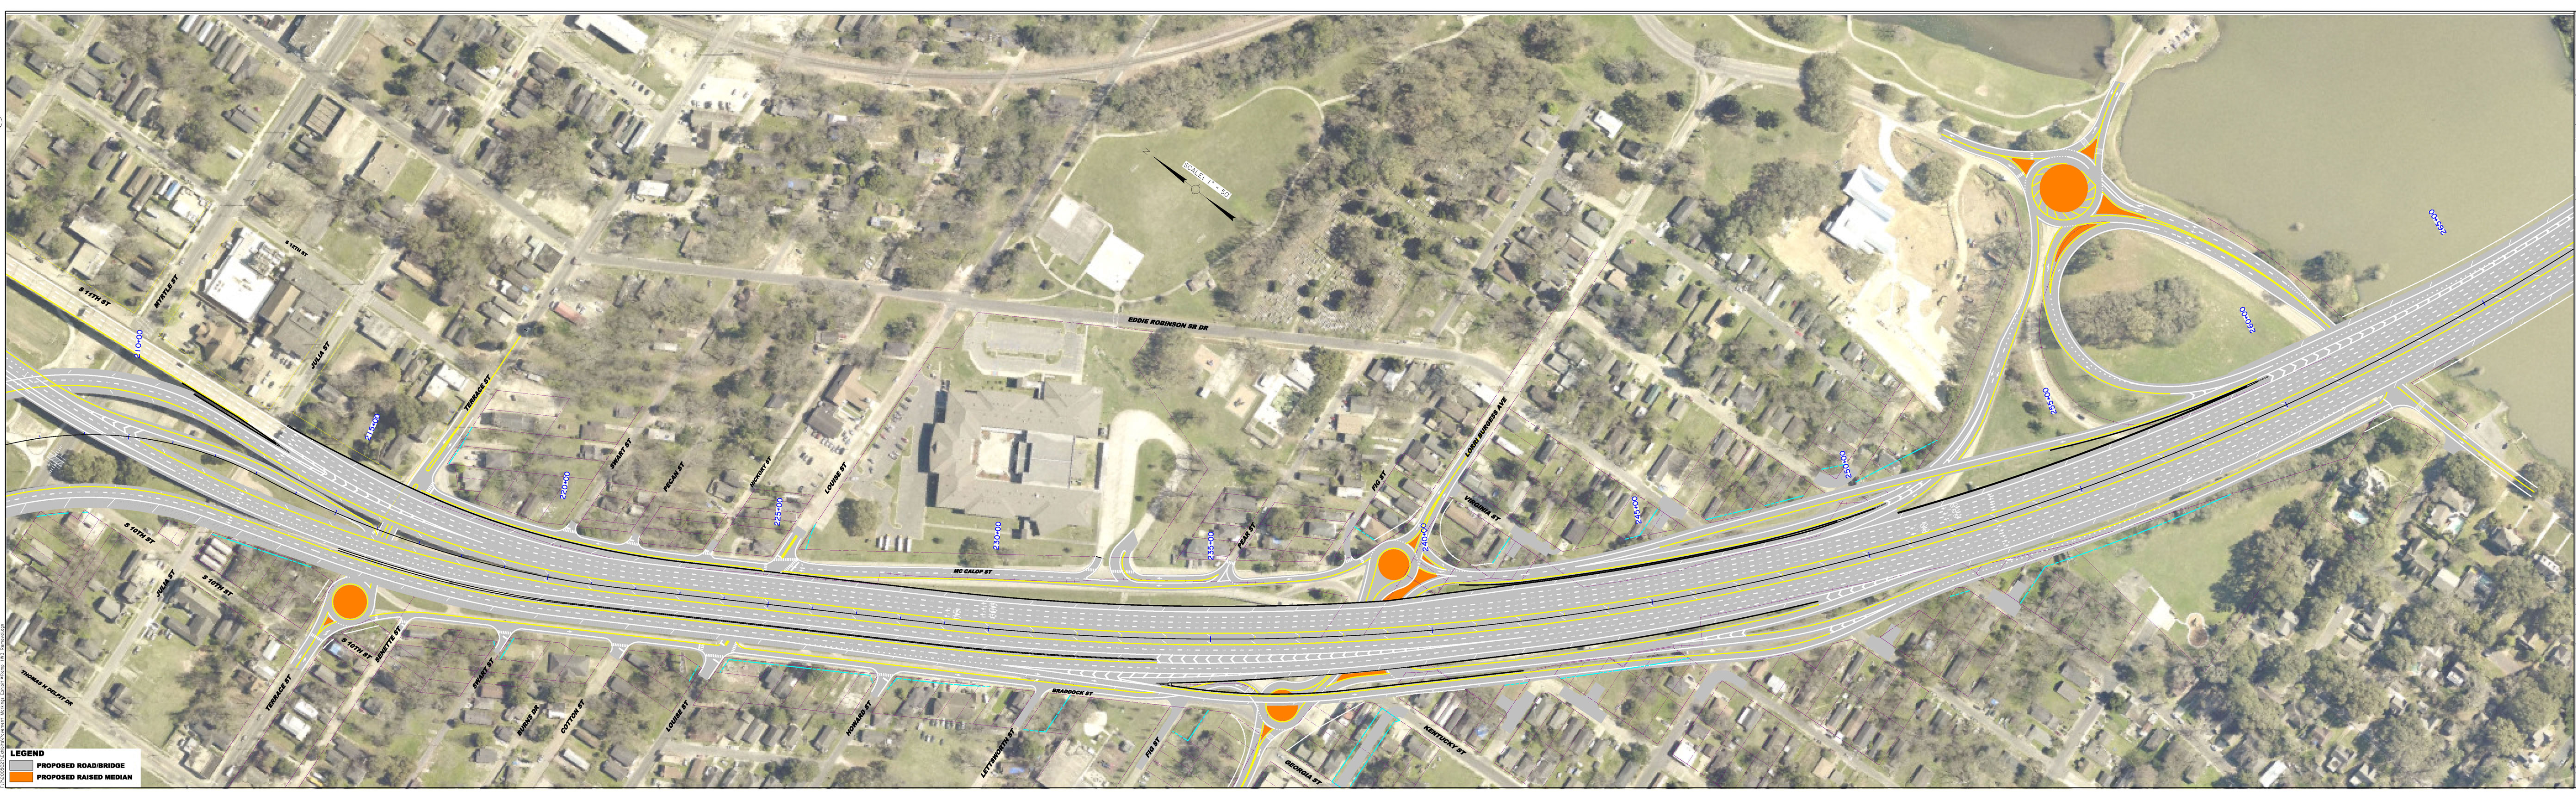 SCALE: 1" = 50'
S 12TH ST
S 11TH ST
MYRTLE ST
210+00
JULIA ST
215+00
TERRACE ST
220+00
SWART ST
PECAN ST
HICKORY ST
225+00
LOUISE ST
EDDIE ROBINSON SR DR
230+00
MC CALOP ST
235+00
PEAR ST
FIG ST
LORRI BURGESS AVE
VIRGINIA ST
240+00
245+00
250+00
255+00
260+00
265+00
S 10TH ST
JULIA ST
S 10TH ST
S 10TH ST
SENETTE ST
THOMAS H DELPIT DR
TERRACE ST
SWART ST
BURNS DR
COTTON ST
LOUISE ST
HOWARD ST
BRADDOCK ST
LETTSWORTH ST
FIG ST
GEORGIA ST
KENTUCKY ST
LEGEND
PROPOSED ROAD/BRIDGE
PROPOSED RAISED MEDIAN